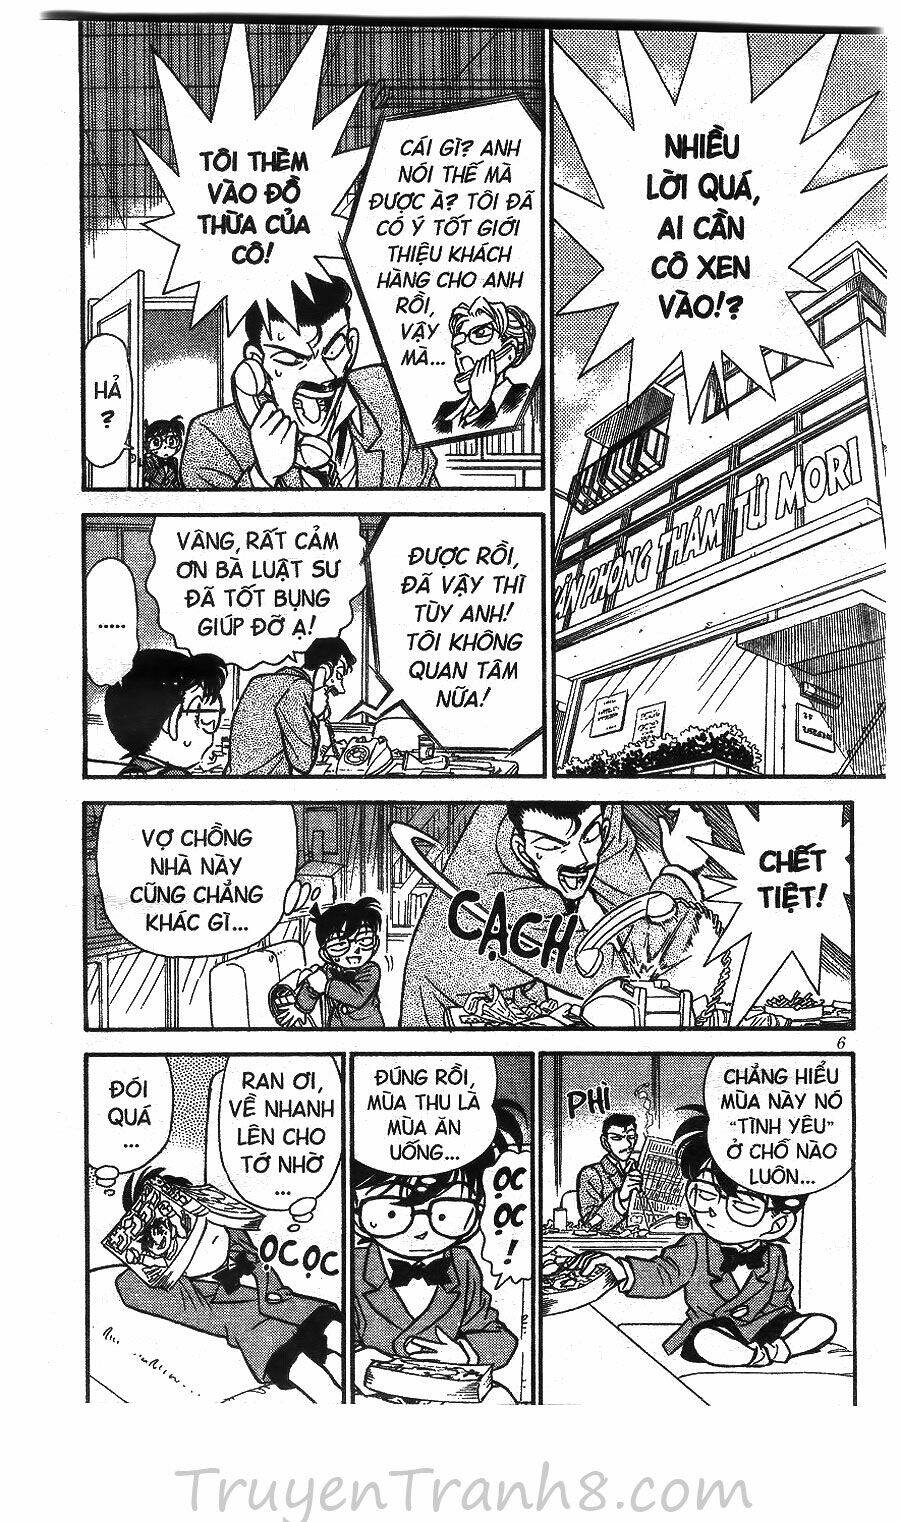 NHIỀU
LỜI QUÁ,
AI CẦN
CÔ XEN
VÀO!?
PHÒNG THÁM TỬ MORI
CÁI GÌ? ANH
NÓI THẾ MÀ
ĐƯỢC À? TÔI ĐÃ
CÓ Ý TỐT GIỚI
THIỆU KHÁCH
HÀNG CHO ANH
RỒI,
VẬY
MÀ...
TÔI THÈM
VÀO ĐỒ
THỪA CỦA
CÔ!
HẢ
?
ĐƯỢC RỒI,
ĐÃ VẬY THÌ
TÙY ANH!
TÔI KHÔNG
QUAN TÂM
NỮA!
VÂNG, RẤT CẢM
ƠN BÀ LUẬT SƯ
ĐÃ TỐT BỤNG
GIÚP ĐỠ Ạ!
.....
CHẾT
TIỆT!
CẠCH
VỢ CHỒNG
NHÀ NÀY
CŨNG CHẲNG
KHÁC GÌ...
6
CHẲNG HIỂU
MÙA NÀY NÓ
"TÌNH YÊU"
Ở CHỖ NÀO
LUÔN...
PHÌ
ĐÚNG RỒI,
MÙA THU LÀ
MÙA ĂN
UỐNG...
ỌC
ỌC
!
RAN ƠI,
VỀ NHANH
LÊN CHO
TỚ NHỜ
...
ĐÓI
QUÁ
...
ỌC ỌC
TruyenTranh8.com